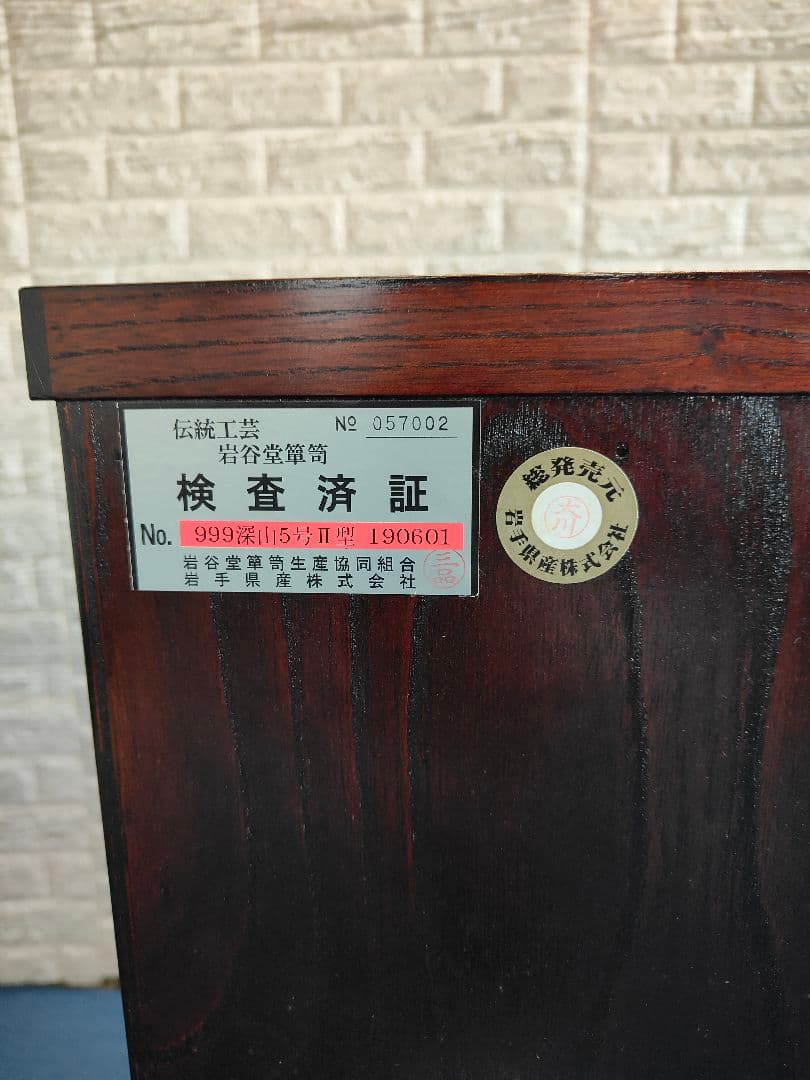 伝統工芸 № 057002
岩谷堂簞笥
検査済証
No. 999深山5号Ⅱ型 190601
岩谷堂簞笥生産協同組合
岩手県産株式会社
総発売元
岩手県産株式会社